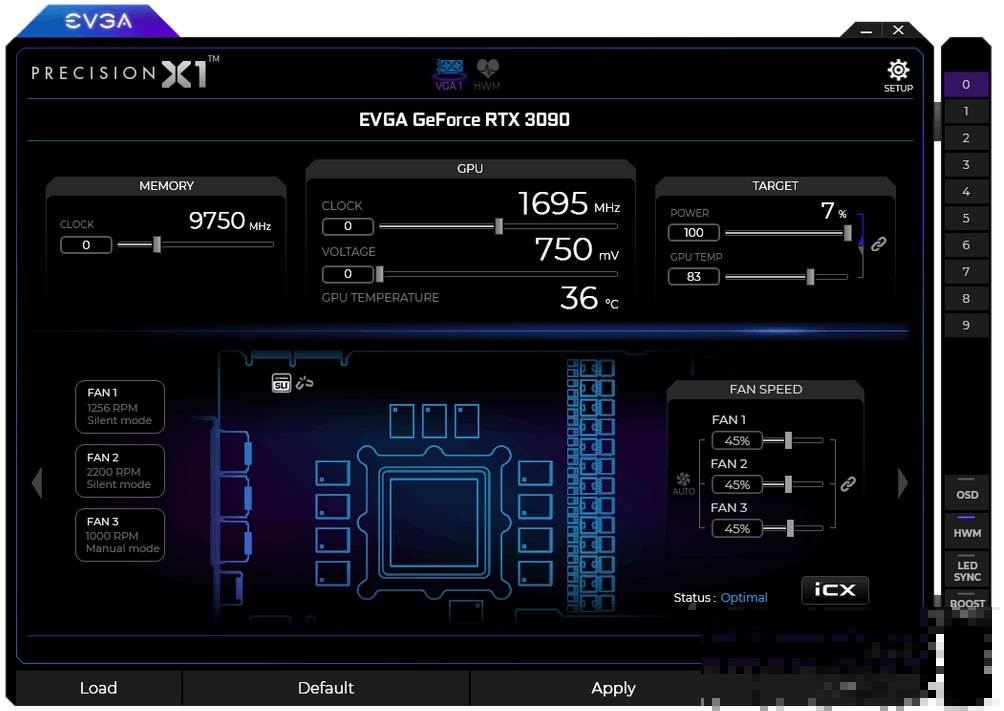 EVGA
PRECISION X1™
VGA 1
HWM
SETUP
EVGA GeForce RTX 3090
MEMORY
CLOCK
9750 MHz
0
GPU
CLOCK
1695 MHz
0
VOLTAGE
750 mV
0
GPU TEMPERATURE
36 °C
TARGET
POWER
7 %
100
GPU TEMP
83
0
1
2
3
4
5
6
7
8
9
SLI
FAN 1
1256 RPM
Silent mode
FAN 2
2200 RPM
Silent mode
FAN 3
1000 RPM
Manual mode
FAN SPEED
FAN 1
45%
FAN 2
45%
FAN 3
45%
AUTO
Status : Optimal
iCX
OSD
HWM
LED
SYNC
BOOST
Load
Default
Apply